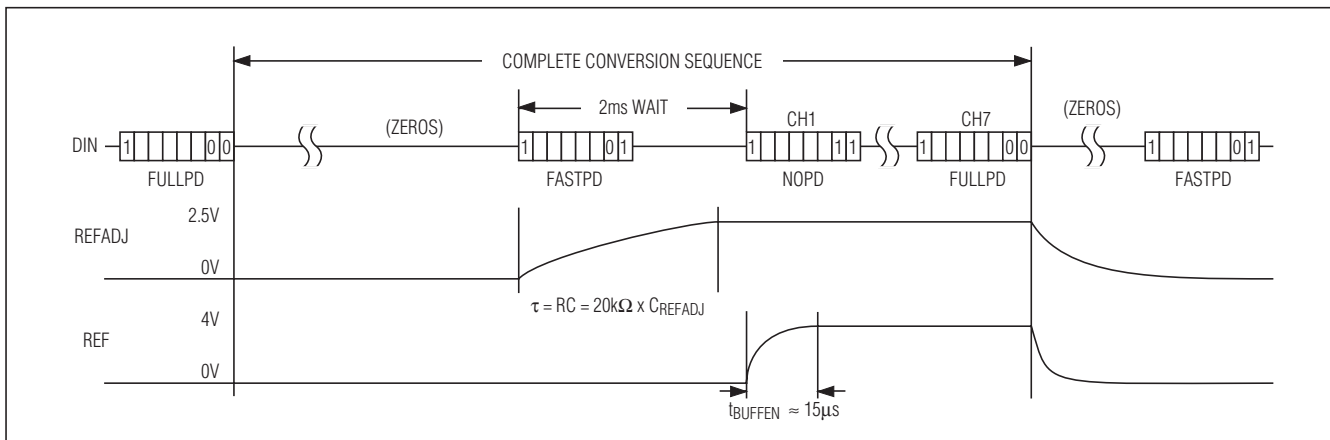 COMPLETE CONVERSION SEQUENCE
2ms WAIT
(ZEROS)
CH1
CH7
(ZEROS)
DIN
1 0 0
1 0 1
1 1 1
1 0 0
1 0 1
FULLPD
FASTPD
NOPD
FULLPD
FASTPD
2.5V
REFADJ
0V
τ = RC = 20kΩ x CREFADJ
4V
REF
0V
tBUFFEN ≈ 15μs